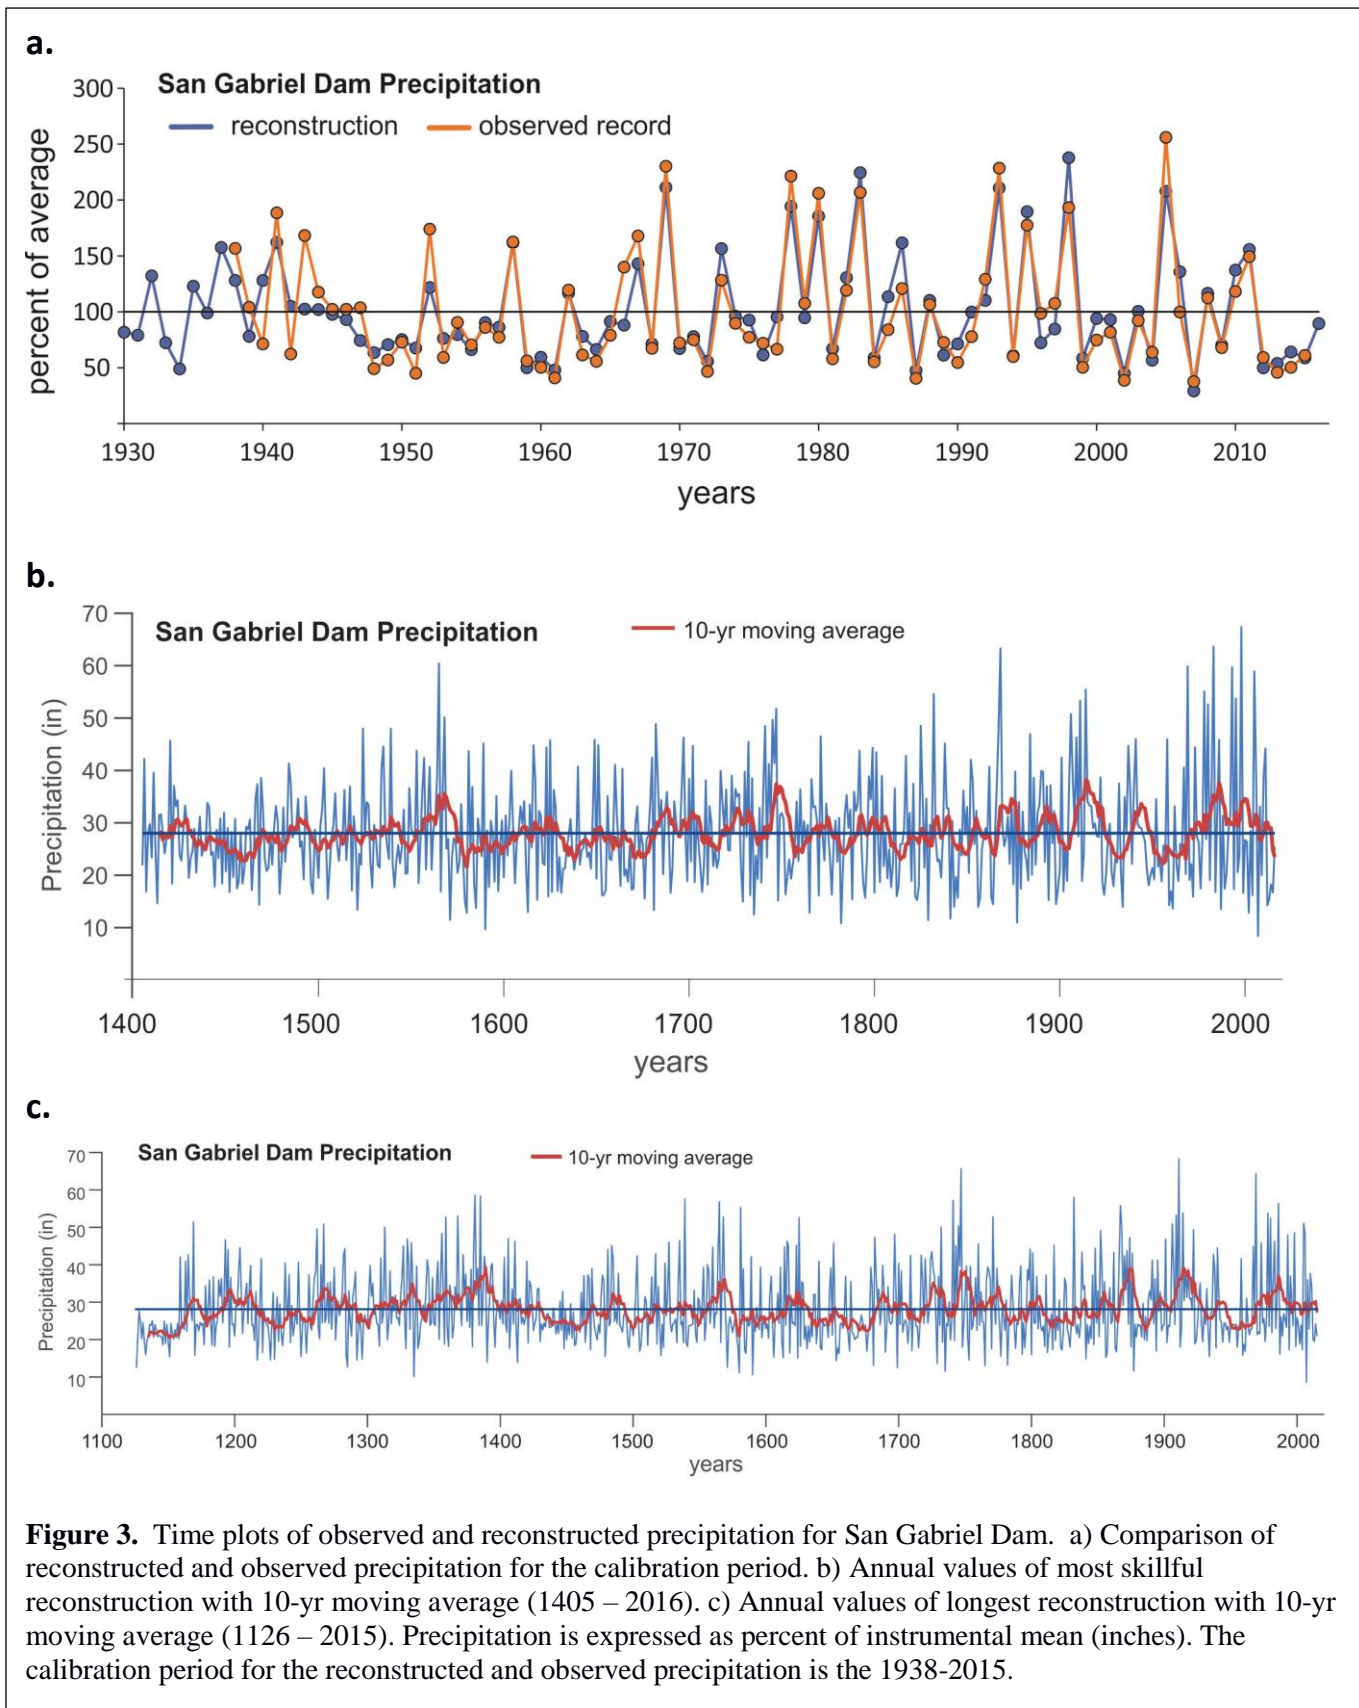 a.
San Gabriel Dam Precipitation
reconstruction observed record
percent of average
300
250
200
150
100
50
1930 1940 1950 1960 1970 1980 1990 2000 2010
years
b.
San Gabriel Dam Precipitation 10-yr moving average
Precipitation (in)
70
60
50
40
30
20
10
1400 1500 1600 1700 1800 1900 2000
years
c.
San Gabriel Dam Precipitation 10-yr moving average
Precipitation (in)
70
60
50
40
30
20
10
1100 1200 1300 1400 1500 1600 1700 1800 1900 2000
years
Figure 3. Time plots of observed and reconstructed precipitation for San Gabriel Dam. a) Comparison of
reconstructed and observed precipitation for the calibration period. b) Annual values of most skillful
reconstruction with 10-yr moving average (1405 – 2016). c) Annual values of longest reconstruction with 10-yr
moving average (1126 – 2015). Precipitation is expressed as percent of instrumental mean (inches). The
calibration period for the reconstructed and observed precipitation is the 1938-2015.